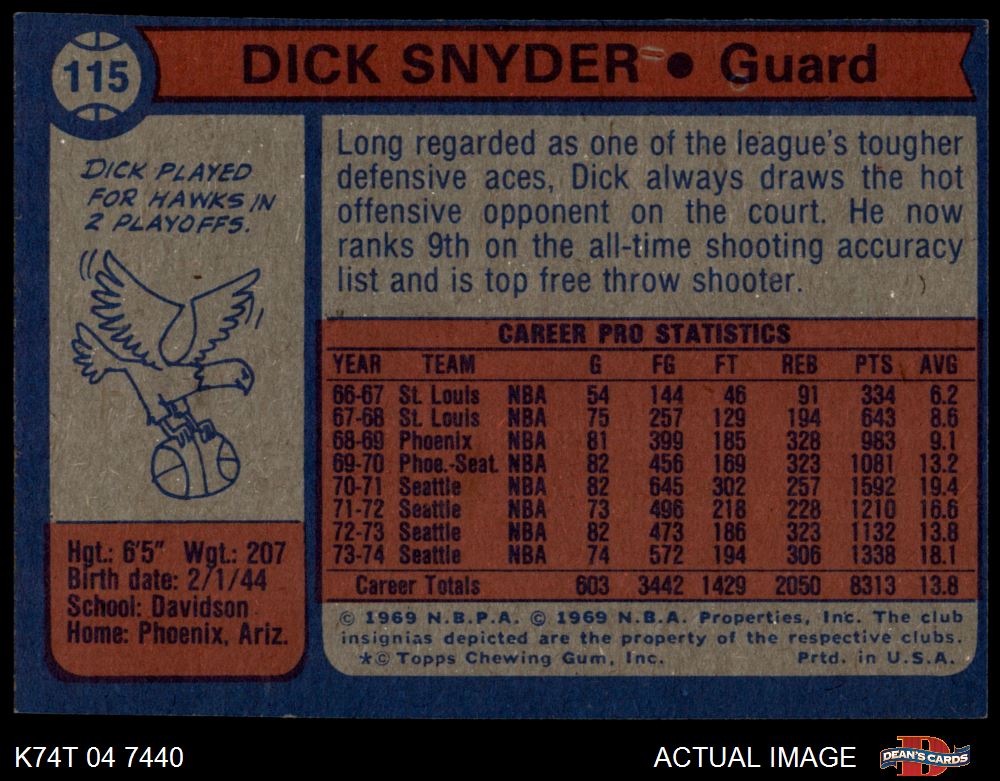 115
DICK SNYDER • Guard
DICK PLAYED
FOR HAWKS IN
2 PLAYOFFS.
Long regarded as one of the league's tougher
defensive aces, Dick always draws the hot
offensive opponent on the court. He now
ranks 9th on the all-time shooting accuracy
list and is top free throw shooter.
CAREER PRO STATISTICS
YEAR TEAM G FG FT REB PTS AVG
66-67 St. Louis NBA 54 144 46 91 334 6.2
67-68 St. Louis NBA 75 257 129 194 643 8.6
68-69 Phoenix NBA 81 399 185 328 983 9.1
69-70 Phoe.-Seat. NBA 82 456 169 323 1081 13.2
70-71 Seattle NBA 82 645 302 257 1592 19.4
71-72 Seattle NBA 73 496 218 228 1210 16.6
72-73 Seattle NBA 82 473 186 323 1132 13.8
73-74 Seattle NBA 74 572 194 306 1338 18.1
Career Totals 603 3442 1429 2050 8313 13.8
Hgt.: 6'5" Wgt.: 207
Birth date: 2/1/44
School: Davidson
Home: Phoenix, Ariz.
© 1969 N.B.P.A. © 1969 N.B.A. Properties, Inc. The club
insignias depicted are the property of the respective clubs.
*© Topps Chewing Gum, Inc. Prtd. in U.S.A.
K74T 04 7440
ACTUAL IMAGE
D
DEAN'S CARDS